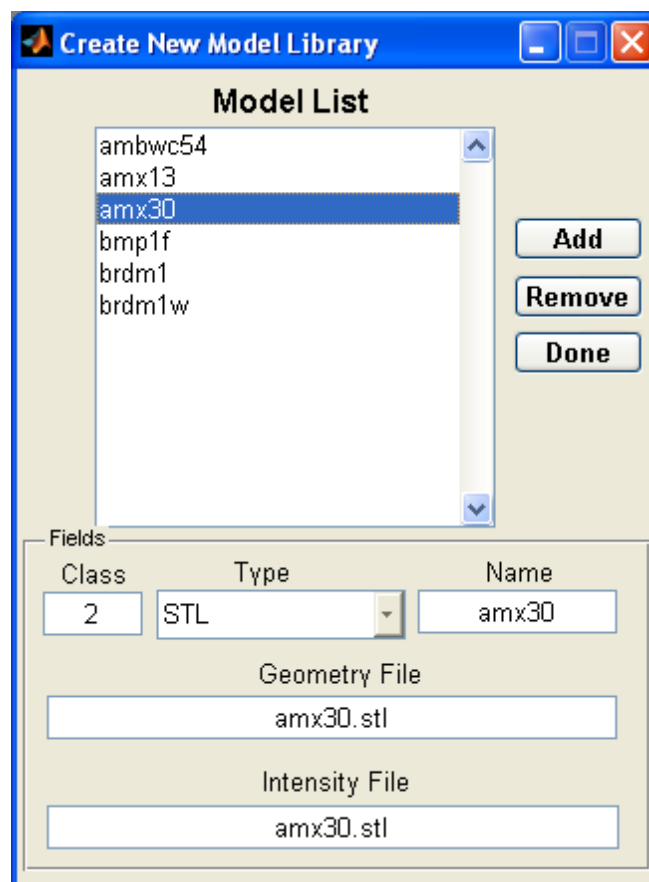 Create New Model Library
Model List
ambwc54
amx13
amx30
bmp1f
brdm1
brdm1w
Add
Remove
Done
Fields
Class Type Name
2 STL amx30
Geometry File
amx30.stl
Intensity File
amx30.stl